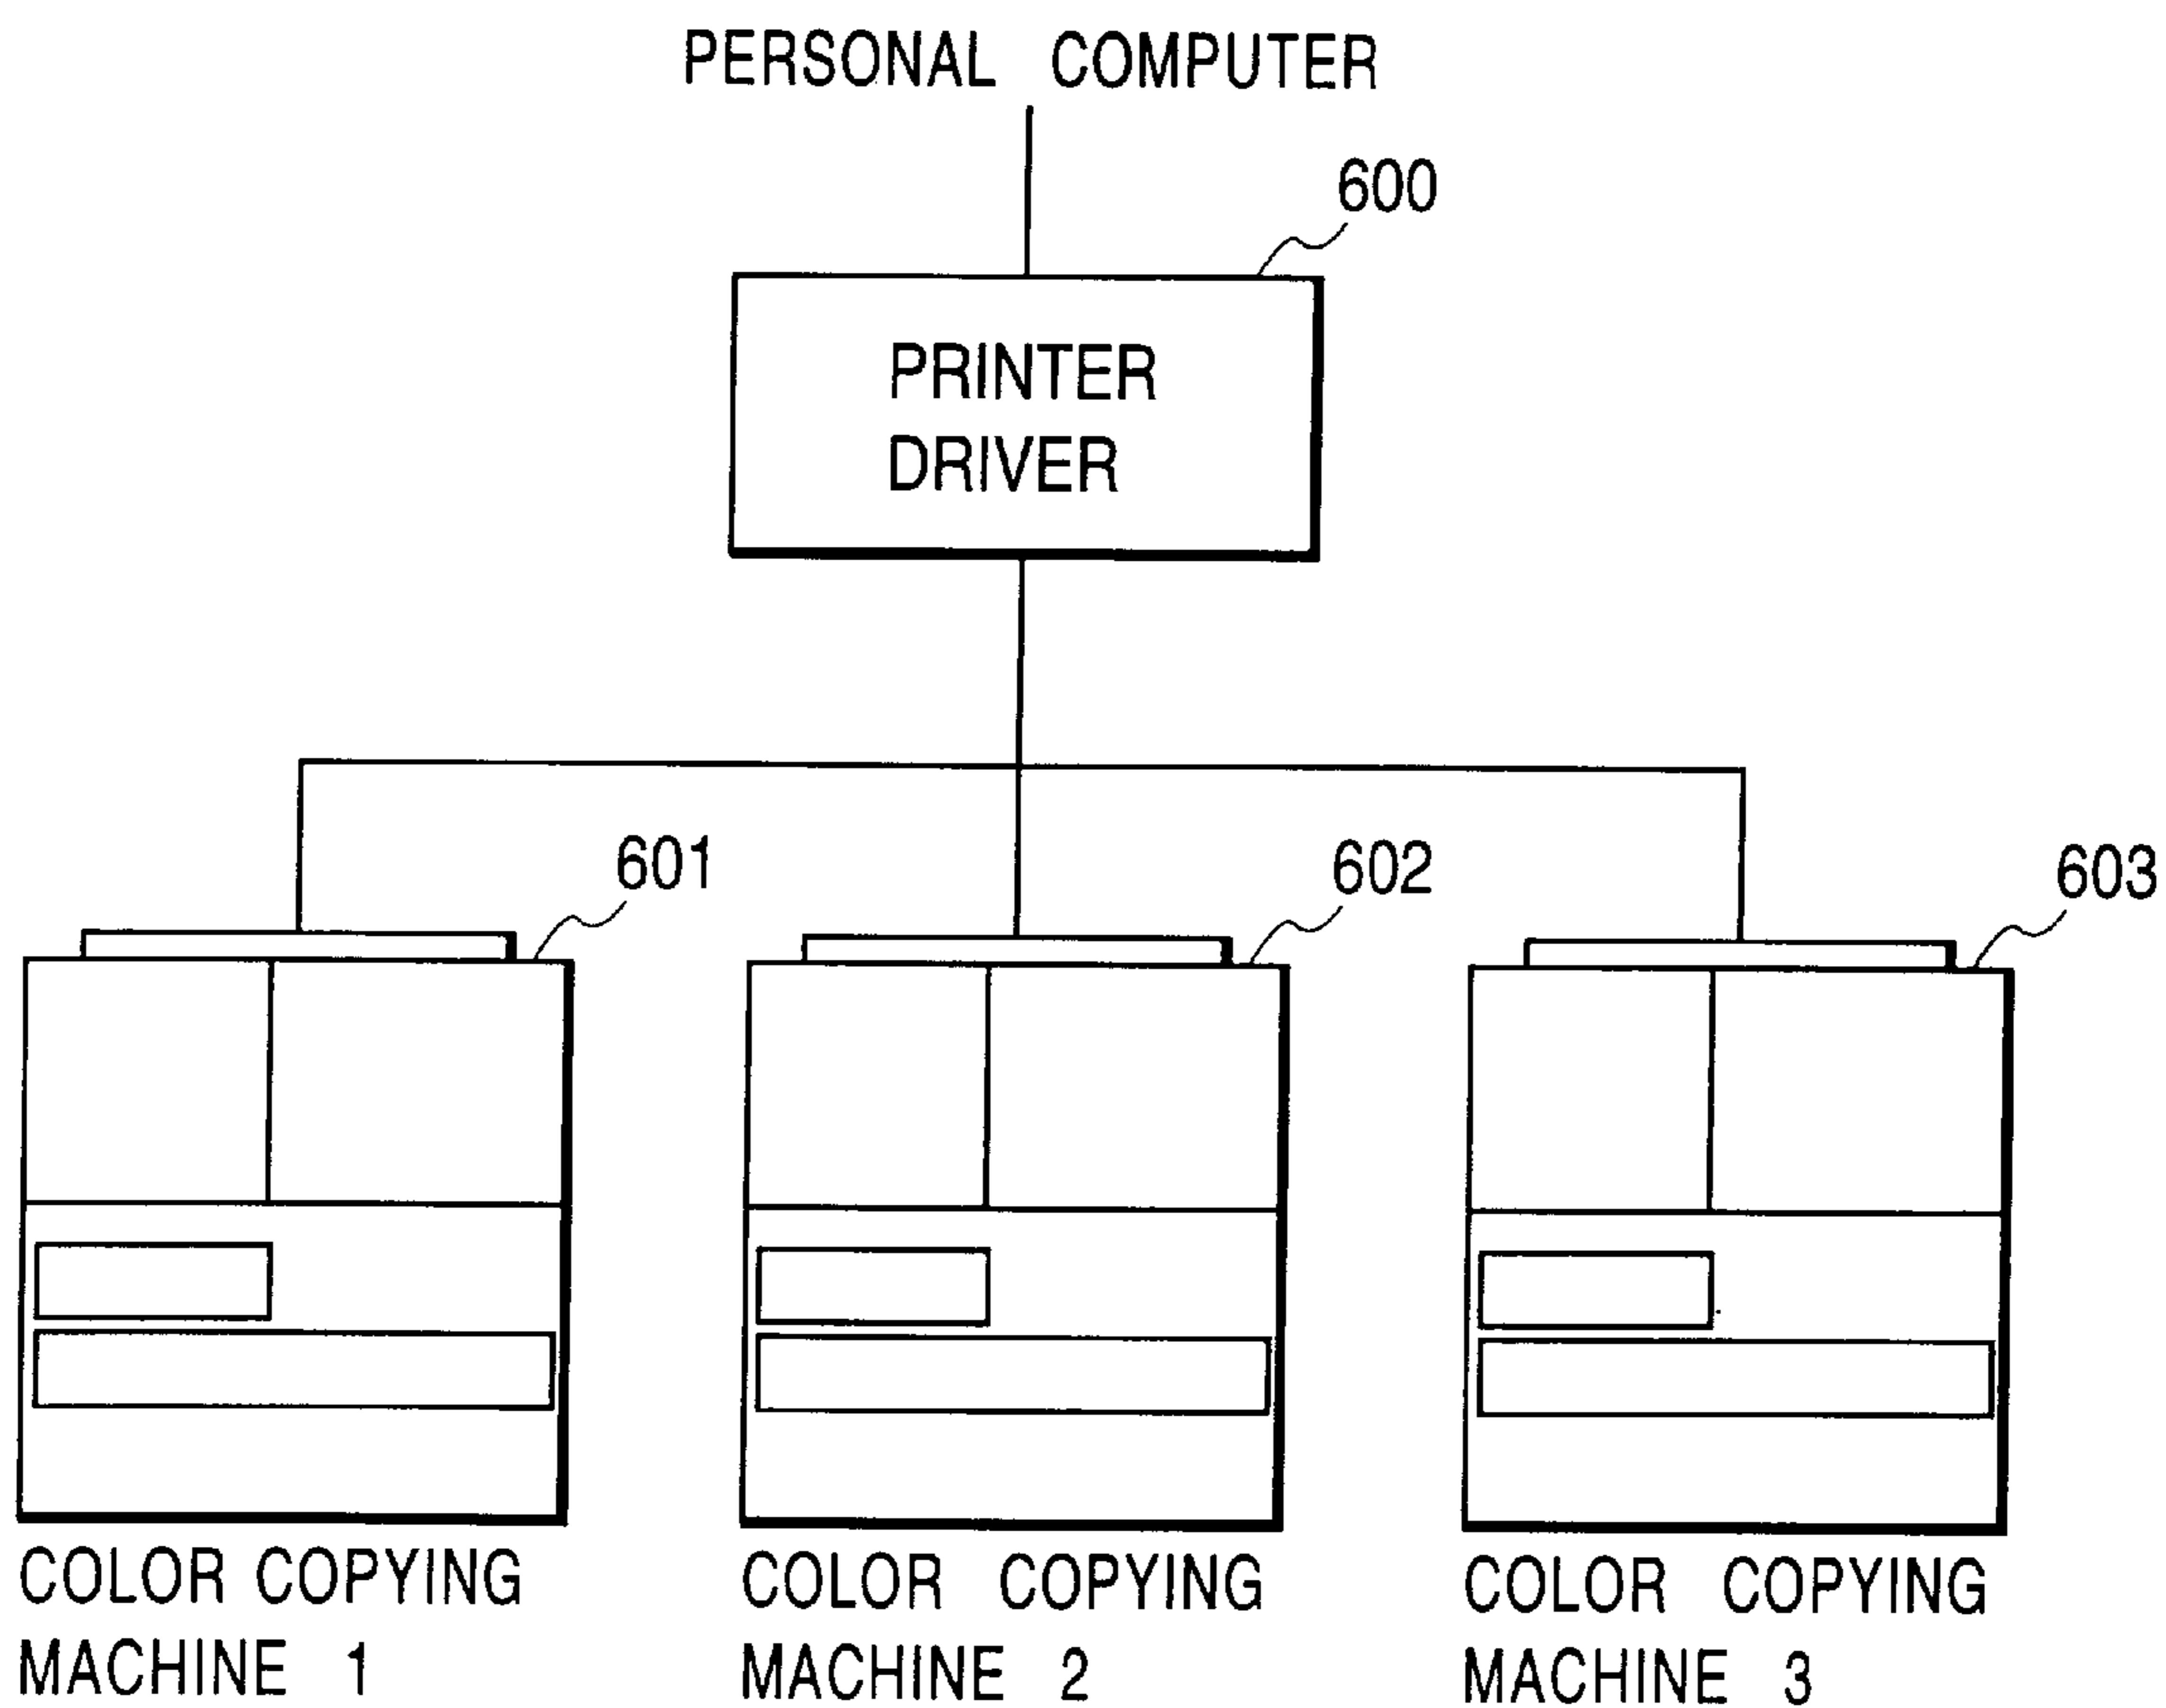 PERSONAL COMPUTER
600
PRINTER
DRIVER
601
602
603
COLOR COPYING
MACHINE 1
COLOR COPYING
MACHINE 2
COLOR COPYING
MACHINE 3